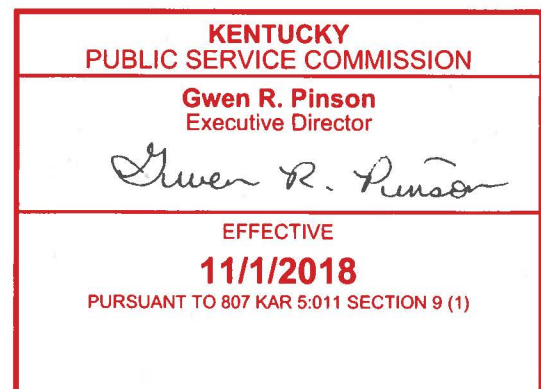 KENTUCKY
PUBLIC SERVICE COMMISSION
Gwen R. Pinson
Executive Director
Gwen R. Pinson
EFFECTIVE
11/1/2018
PURSUANT TO 807 KAR 5:011 SECTION 9 (1)